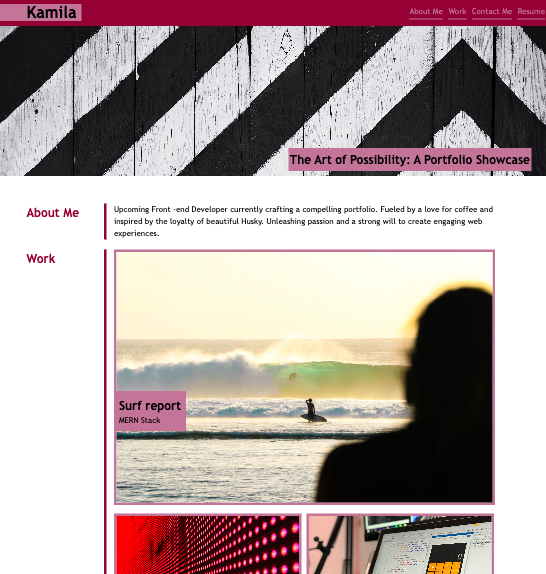 Kamila
About Me Work Contact Me Resume
The Art of Possibility: A Portfolio Showcase
About Me
Upcoming Front -end Developer currently crafting a compelling portfolio. Fueled by a love for coffee and
inspired by the loyalty of beautiful Husky. Unleashing passion and a strong will to create engaging web
experiences.
Work
Surf report
MERN Stack